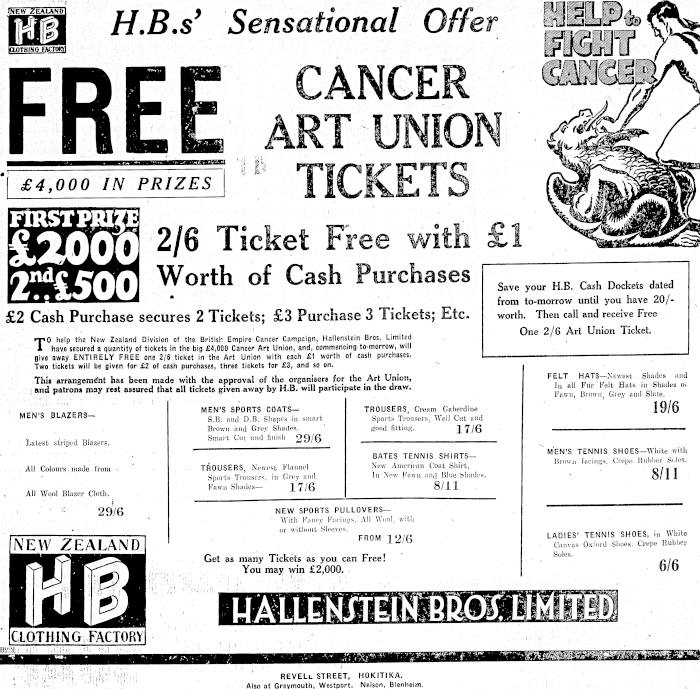 NEW ZEALAND
HB
CLOTHING FACTORY
H.B.s' Sensational Offer
HELP to
FIGHT
CANCER
FREE
CANCER
ART UNION
TICKETS
£4,000 IN PRIZES
FIRST PRIZE
£2000
2nd..£500
2/6 Ticket Free with £1
Worth of Cash Purchases
£2 Cash Purchase secures 2 Tickets; £3 Purchase 3 Tickets; Etc.
Save your H.B. Cash Dockets dated
from to-morrow until you have 20/-
worth. Then call and receive Free
One 2/6 Art Union Ticket.
To help the New Zealand Division of the British Empire Cancer Campaign, Hallenstein Bros. Limited
have secured a quantity of tickets in the big £4,000 Cancer Art Union, and, commencing to-morrow, will
give away ENTIRELY FREE one 2/6 ticket in the Art Union with each £1 worth of cash purchases.
Two tickets will be given for £2 of cash purchases, three tickets for £3, and so on.
This arrangement has been made with the approval of the organisers for the Art Union,
and patrons may rest assured that all tickets given away by H.B. will participate in the draw.
MEN'S BLAZERS—
Latest striped Blazers.
All Colours made from
All Wool Blazer Cloth.
29/6
MEN'S SPORTS COATS—
S.B. and D.B. Shapes in smart
Brown and Grey Shades.
Smart Cut and finish 29/6
TROUSERS, Newest Flannel
Sports Trousers, in Grey and
Fawn Shades— 17/6
TROUSERS, Cream Gaberdine
Sports Trousers, Well Cut and
good fitting. 17/6
BATES TENNIS SHIRTS—
New American Coat Shirt,
In New Fawn and Blue Shades.
8/11
NEW SPORTS PULLOVERS—
With Fancy Facings, All Wool, with
or without Sleeves.
FROM 12/6
FELT HATS—Newest Shades and
In all Fur Felt Hats in Shades of
Fawn, Brown, Grey and Slate.
19/6
MEN'S TENNIS SHOES—White with
Brown facings, Crepe Rubber Soles.
8/11
LADIES' TENNIS SHOES, in White
Canvas Oxford Shoes, Crepe Rubber
Soles.
6/6
Get as many Tickets as you can Free!
You may win £2,000.
NEW ZEALAND
HB
CLOTHING FACTORY
HALLENSTEIN BROS. LIMITED.
REVELL STREET, HOKITIKA.
Also at Greymouth, Westport, Nelson, Blenheim.